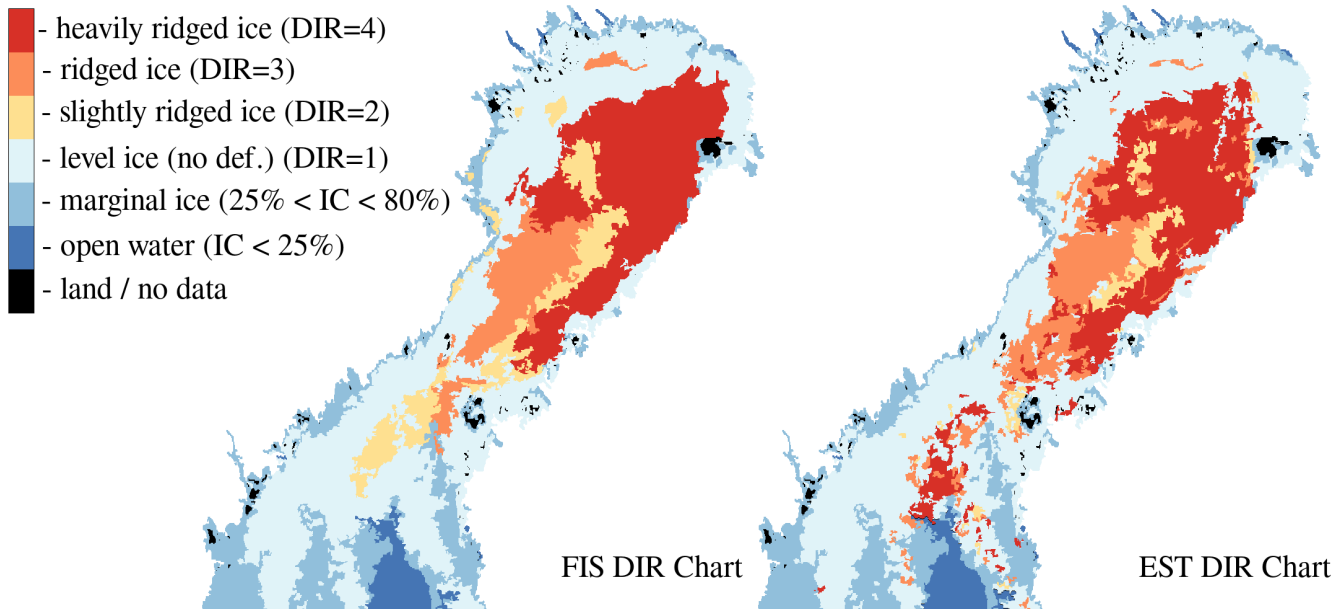 - heavily ridged ice (DIR=4)
- ridged ice (DIR=3)
- slightly ridged ice (DIR=2)
- level ice (no def.) (DIR=1)
- marginal ice (25% < IC < 80%)
- open water (IC < 25%)
- land / no data
FIS DIR Chart
EST DIR Chart